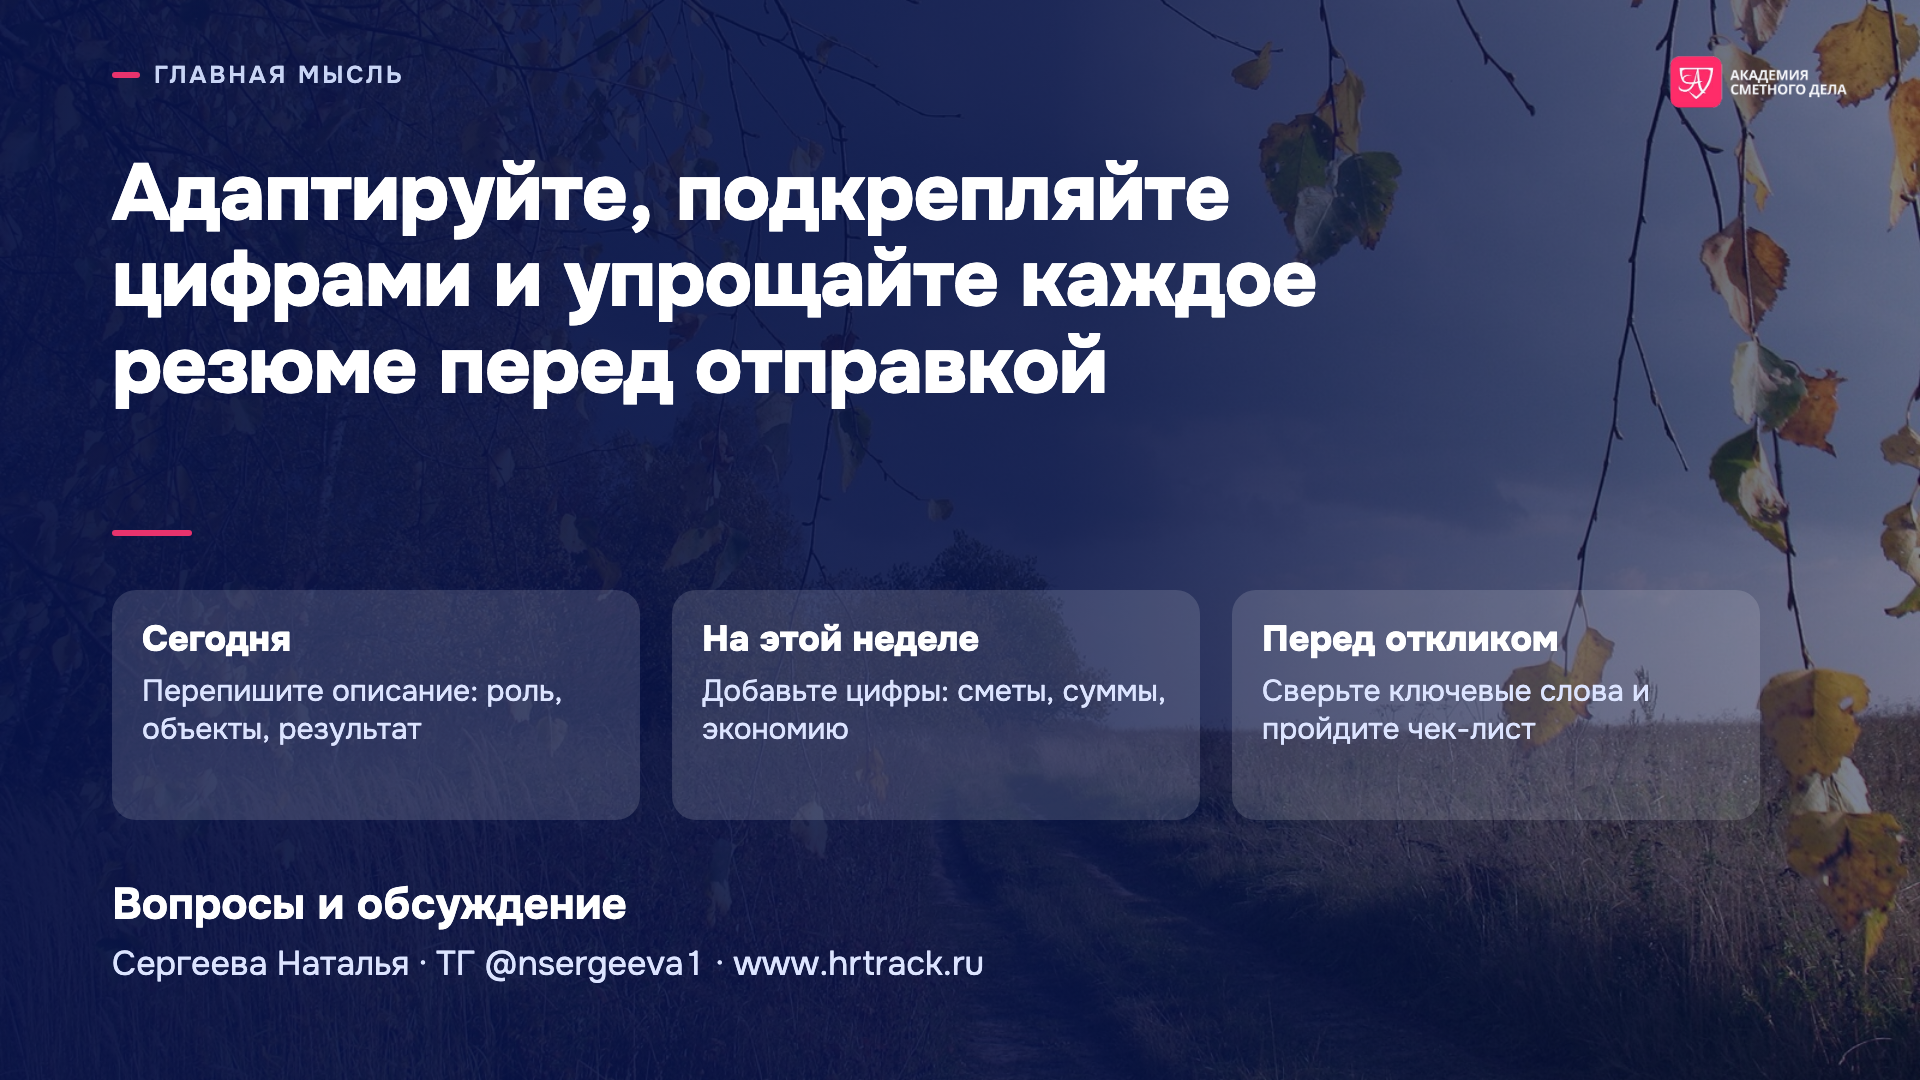 ГЛАВНАЯ МЫСЛЬ
АКАДЕМИЯ
СМЕТНОГО ДЕЛА
Адаптируйте, подкрепляйте
цифрами и упрощайте каждое
резюме перед отправкой
Сегодня
Перепишите описание: роль,
объекты, результат
На этой неделе
Добавьте цифры: сметы, суммы,
экономию
Перед откликом
Сверьте ключевые слова и
пройдите чек-лист
Вопросы и обсуждение
Сергеева Наталья · ТГ @nsergeeva1 · www.hrtrack.ru